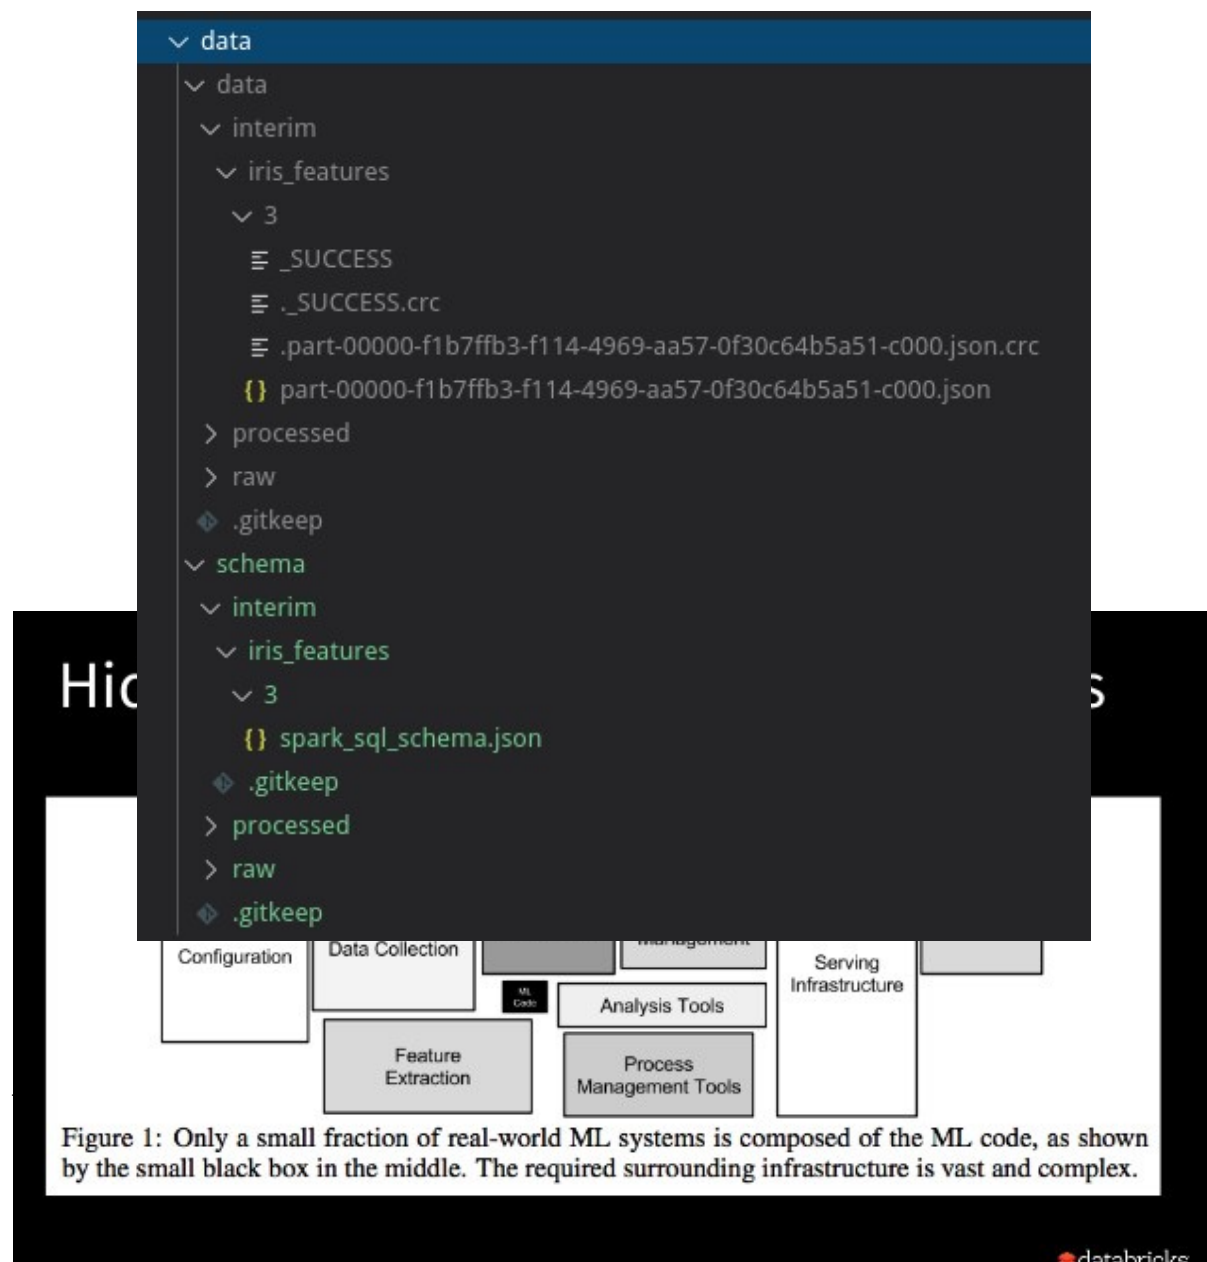 data
data
interim
iris_features
3
_SUCCESS
._SUCCESS.crc
.part-00000-f1b7ffb3-f114-4969-aa57-0f30c64b5a51-c000.json.crc
part-00000-f1b7ffb3-f114-4969-aa57-0f30c64b5a51-c000.json
processed
raw
.gitkeep
schema
interim
iris_features
3
spark_sql_schema.json
.gitkeep
processed
raw
.gitkeep
Configuration
Data Collection
Management
Serving
Infrastructure
ML
Code
Analysis Tools
Feature
Extraction
Process
Management Tools
Figure 1: Only a small fraction of real-world ML systems is composed of the ML code, as shown
by the small black box in the middle. The required surrounding infrastructure is vast and complex.
databricks